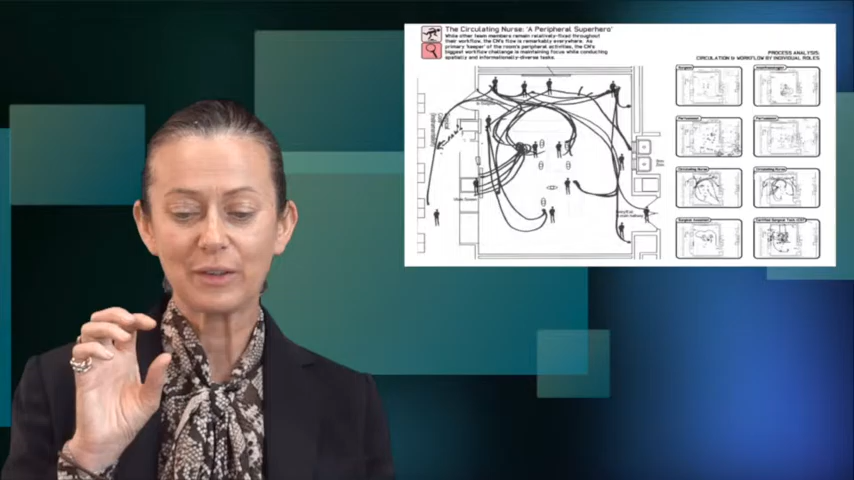 The Circulating Nurse: 'A Peripheral Superhero'
While other team members remain relatively-fixed throughout
their workflow, the CN's flow is remarkably everywhere. As
primary 'keeper' of the room's peripheral activities, the CN's
biggest workflow challenge is maintaining focus while conducting
spatially and informationally-diverse tasks.
PROCESS ANALYSIS:
CIRCULATION & WORKFLOW BY INDIVIDUAL ROLES
Surgeon
Anesthesiologist
Circulating Nurse
Circulating Nurse
Surgical Assistant
Certified Surgical Tech (CST)